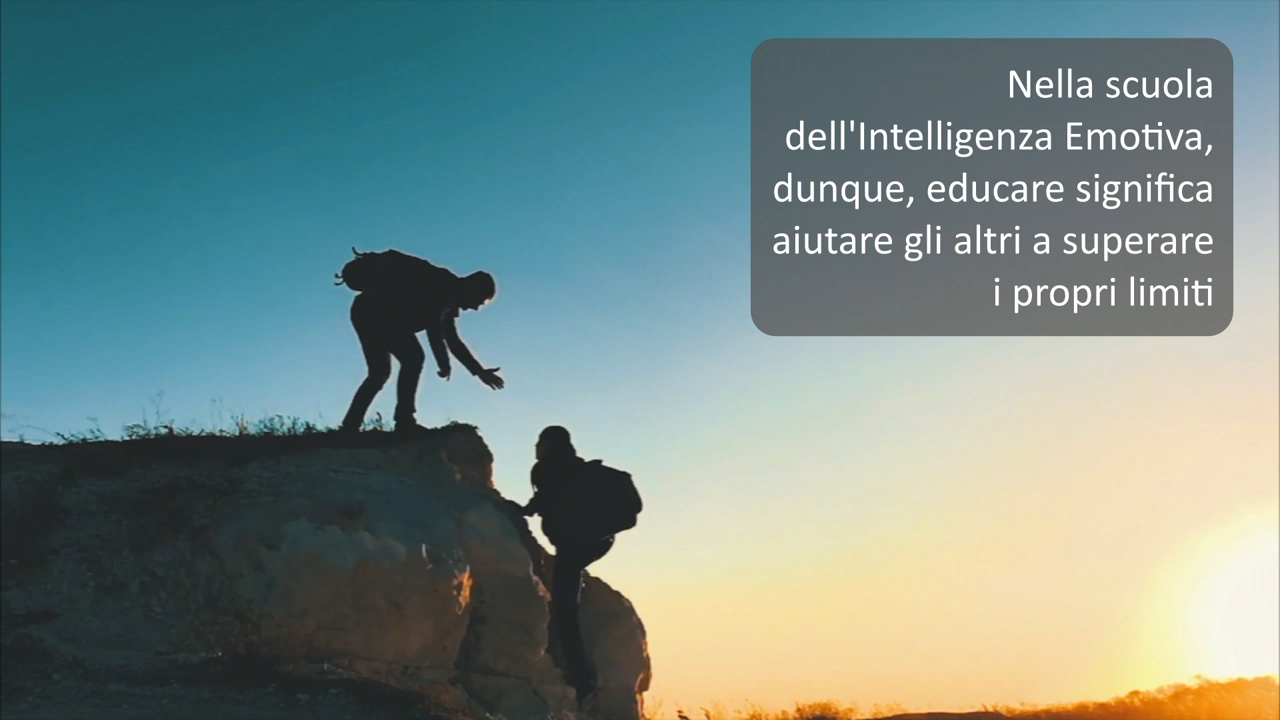 Nella scuola
dell'Intelligenza Emotiva,
dunque, educare significa
aiutare gli altri a superare
i propri limiti